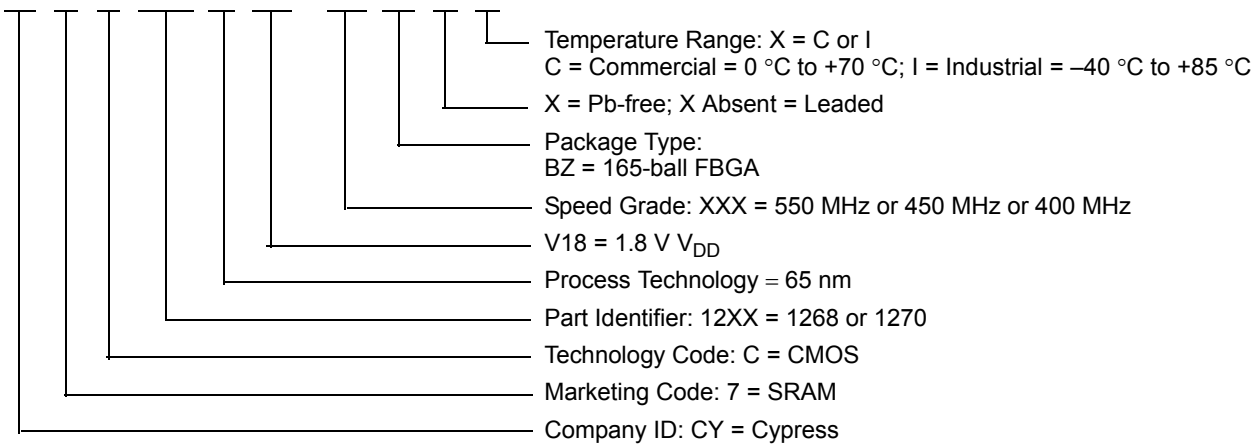 Temperature Range: X = C or I
C = Commercial = 0 °C to +70 °C; I = Industrial = –40 °C to +85 °C
X = Pb-free; X Absent = Leaded
Package Type:
BZ = 165-ball FBGA
Speed Grade: XXX = 550 MHz or 450 MHz or 400 MHz
V18 = 1.8 V VDD
Process Technology = 65 nm
Part Identifier: 12XX = 1268 or 1270
Technology Code: C = CMOS
Marketing Code: 7 = SRAM
Company ID: CY = Cypress